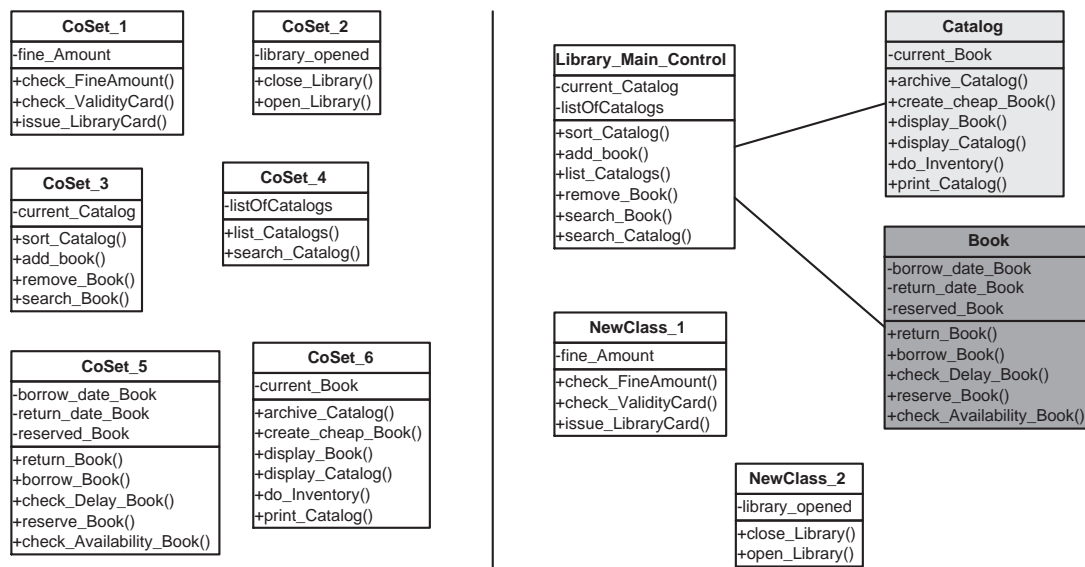 CoSet_1
-fine_Amount
+check_FineAmount()
+check_ValidityCard()
+issue_LibraryCard()
CoSet_2
-library_opened
+close_Library()
+open_Library()
CoSet_3
-current_Catalog
+sort_Catalog()
+add_book()
+remove_Book()
+search_Book()
CoSet_4
-listOfCatalogs
+list_Catalogs()
+search_Catalog()
CoSet_5
-borrow_date_Book
-return_date_Book
-reserved_Book
+return_Book()
+borrow_Book()
+check_Delay_Book()
+reserve_Book()
+check_Availability_Book()
CoSet_6
-current_Book
+archive_Catalog()
+create_cheap_Book()
+display_Book()
+display_Catalog()
+do_Inventory()
+print_Catalog()
Library_Main_Control
-current_Catalog
-listOfCatalogs
+sort_Catalog()
+add_book()
+list_Catalogs()
+remove_Book()
+search_Book()
+search_Catalog()
Catalog
-current_Book
+archive_Catalog()
+create_cheap_Book()
+display_Book()
+display_Catalog()
+do_Inventory()
+print_Catalog()
Book
-borrow_date_Book
-return_date_Book
-reserved_Book
+return_Book()
+borrow_Book()
+check_Delay_Book()
+reserve_Book()
+check_Availability_Book()
NewClass_1
-fine_Amount
+check_FineAmount()
+check_ValidityCard()
+issue_LibraryCard()
NewClass_2
-library_opened
+close_Library()
+open_Library()